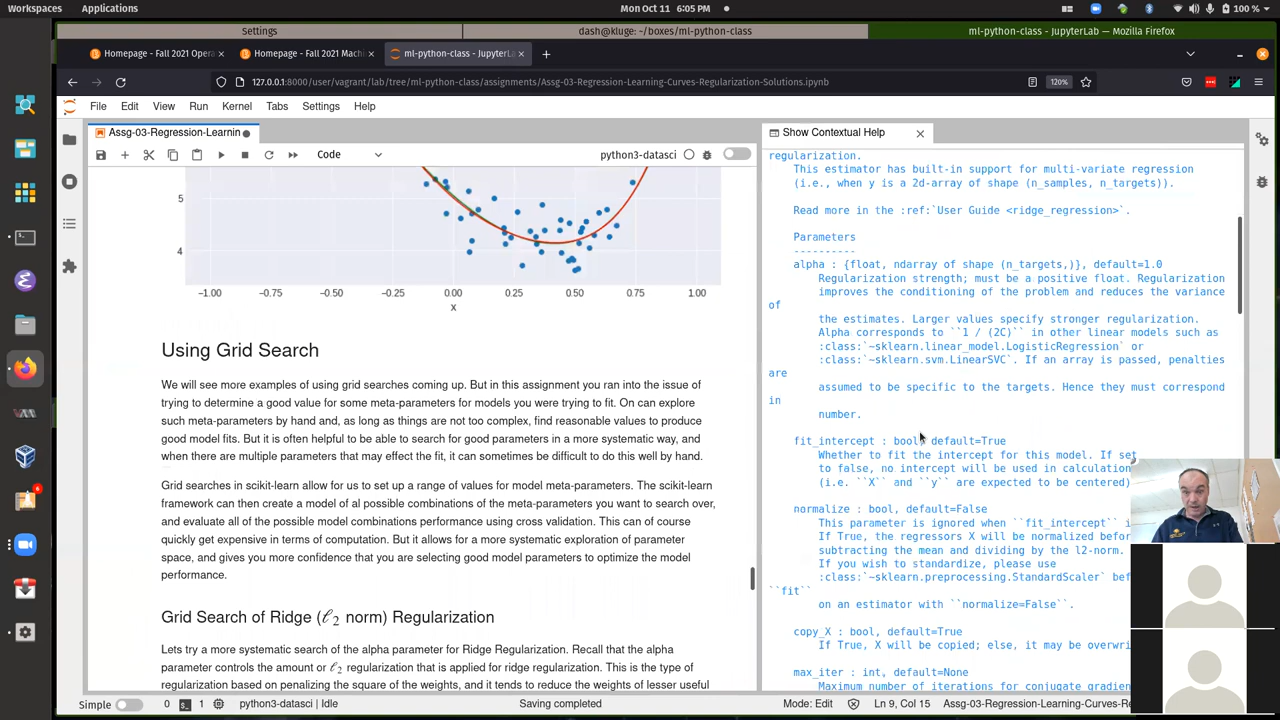 Workspaces Applications Mon Oct 11 6:05 PM 100 %
Settings dash@kluge: ~/boxes/ml-python-class ml-python-class - JupyterLab — Mozilla Firefox
Homepage - Fall 2021 Opera Homepage - Fall 2021 Machi ml-python-class - JupyterL
127.0.0.1:8000/user/vagrant/lab/tree/ml-python-class/assignments/Assg-03-Regression-Learning-Curves-Regularization-Solutions.ipynb 120%
File Edit View Run Kernel Tabs Settings Help
Assg-03-Regression-Learnin
Code python3-datasci
5
4
−1.00 −0.75 −0.50 −0.25 0.00 0.25 0.50 0.75 1.00
x
Using Grid Search
We will see more examples of using grid searches coming up. But in this assignment you ran into the issue of
trying to determine a good value for some meta-parameters for models you were trying to fit. On can explore
such meta-parameters by hand and, as long as things are not too complex, find reasonable values to produce
good model fits. But it is often helpful to be able to search for good parameters in a more systematic way, and
when there are multiple parameters that may effect the fit, it can sometimes be difficult to do this well by hand.
Grid searches in scikit-learn allow for us to set up a range of values for model meta-parameters. The scikit-learn
framework can then create a model of al possible combinations of the meta-parameters you want to search over,
and evaluate all of the possible model combinations performance using cross validation. This can of course
quickly get expensive in terms of computation. But it allows for a more systematic exploration of parameter
space, and gives you more confidence that you are selecting good model parameters to optimize the model
performance.
Grid Search of Ridge (ℓ2 norm) Regularization
Lets try a more systematic search of the alpha parameter for Ridge Regularization. Recall that the alpha
parameter controls the amount or ℓ2 regularization that is applied for ridge regularization. This is the type of
regularization based on penalizing the square of the weights, and it tends to reduce the weights of lesser useful
Show Contextual Help
regularization.
This estimator has built-in support for multi-variate regression
(i.e., when y is a 2d-array of shape (n_samples, n_targets)).
Read more in the :ref:`User Guide <ridge_regression>`.
Parameters
----------
alpha : {float, ndarray of shape (n_targets,)}, default=1.0
Regularization strength; must be a positive float. Regularization
improves the conditioning of the problem and reduces the variance
of
the estimates. Larger values specify stronger regularization.
Alpha corresponds to ``1 / (2C)`` in other linear models such as
:class:`~sklearn.linear_model.LogisticRegression` or
:class:`~sklearn.svm.LinearSVC`. If an array is passed, penalties
are
assumed to be specific to the targets. Hence they must correspond
in
number.
fit_intercept : bool, default=True
Whether to fit the intercept for this model. If set
to false, no intercept will be used in calculation
(i.e. ``X`` and ``y`` are expected to be centered)
normalize : bool, default=False
This parameter is ignored when ``fit_intercept`` i
If True, the regressors X will be normalized befor
subtracting the mean and dividing by the l2-norm.
If you wish to standardize, please use
:class:`~sklearn.preprocessing.StandardScaler` bef
``fit``
on an estimator with ``normalize=False``.
copy_X : bool, default=True
If True, X will be copied; else, it may be overwri
max_iter : int, default=None
Maximum number of iterations for conjugate gradien
Simple 0 1 python3-datasci | Idle Saving completed Mode: Edit Ln 9, Col 15 Assg-03-Regression-Learning-Curves-Re